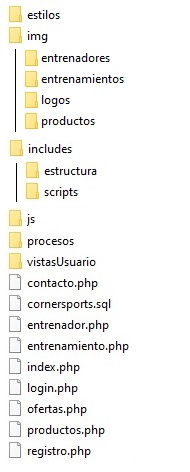 estilos
img
entrenadores
entrenamientos
logos
productos
includes
estructura
scripts
js
procesos
vistasUsuario
contacto.php
cornersports.sql
entrenador.php
entrenamiento.php
index.php
login.php
ofertas.php
productos.php
registro.php